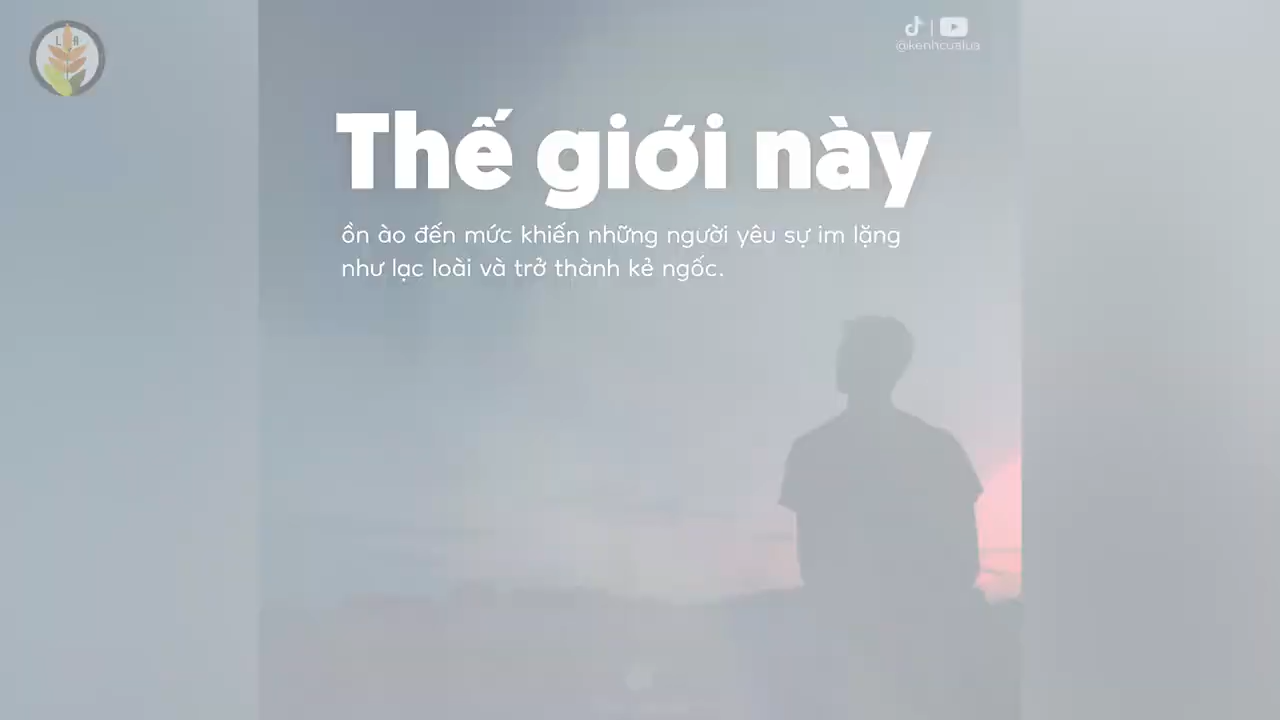 L A
@kenhcualua
Thế giới này
ồn ào đến mức khiến những người yêu sự im lặng
như lạc loài và trở thành kẻ ngốc.